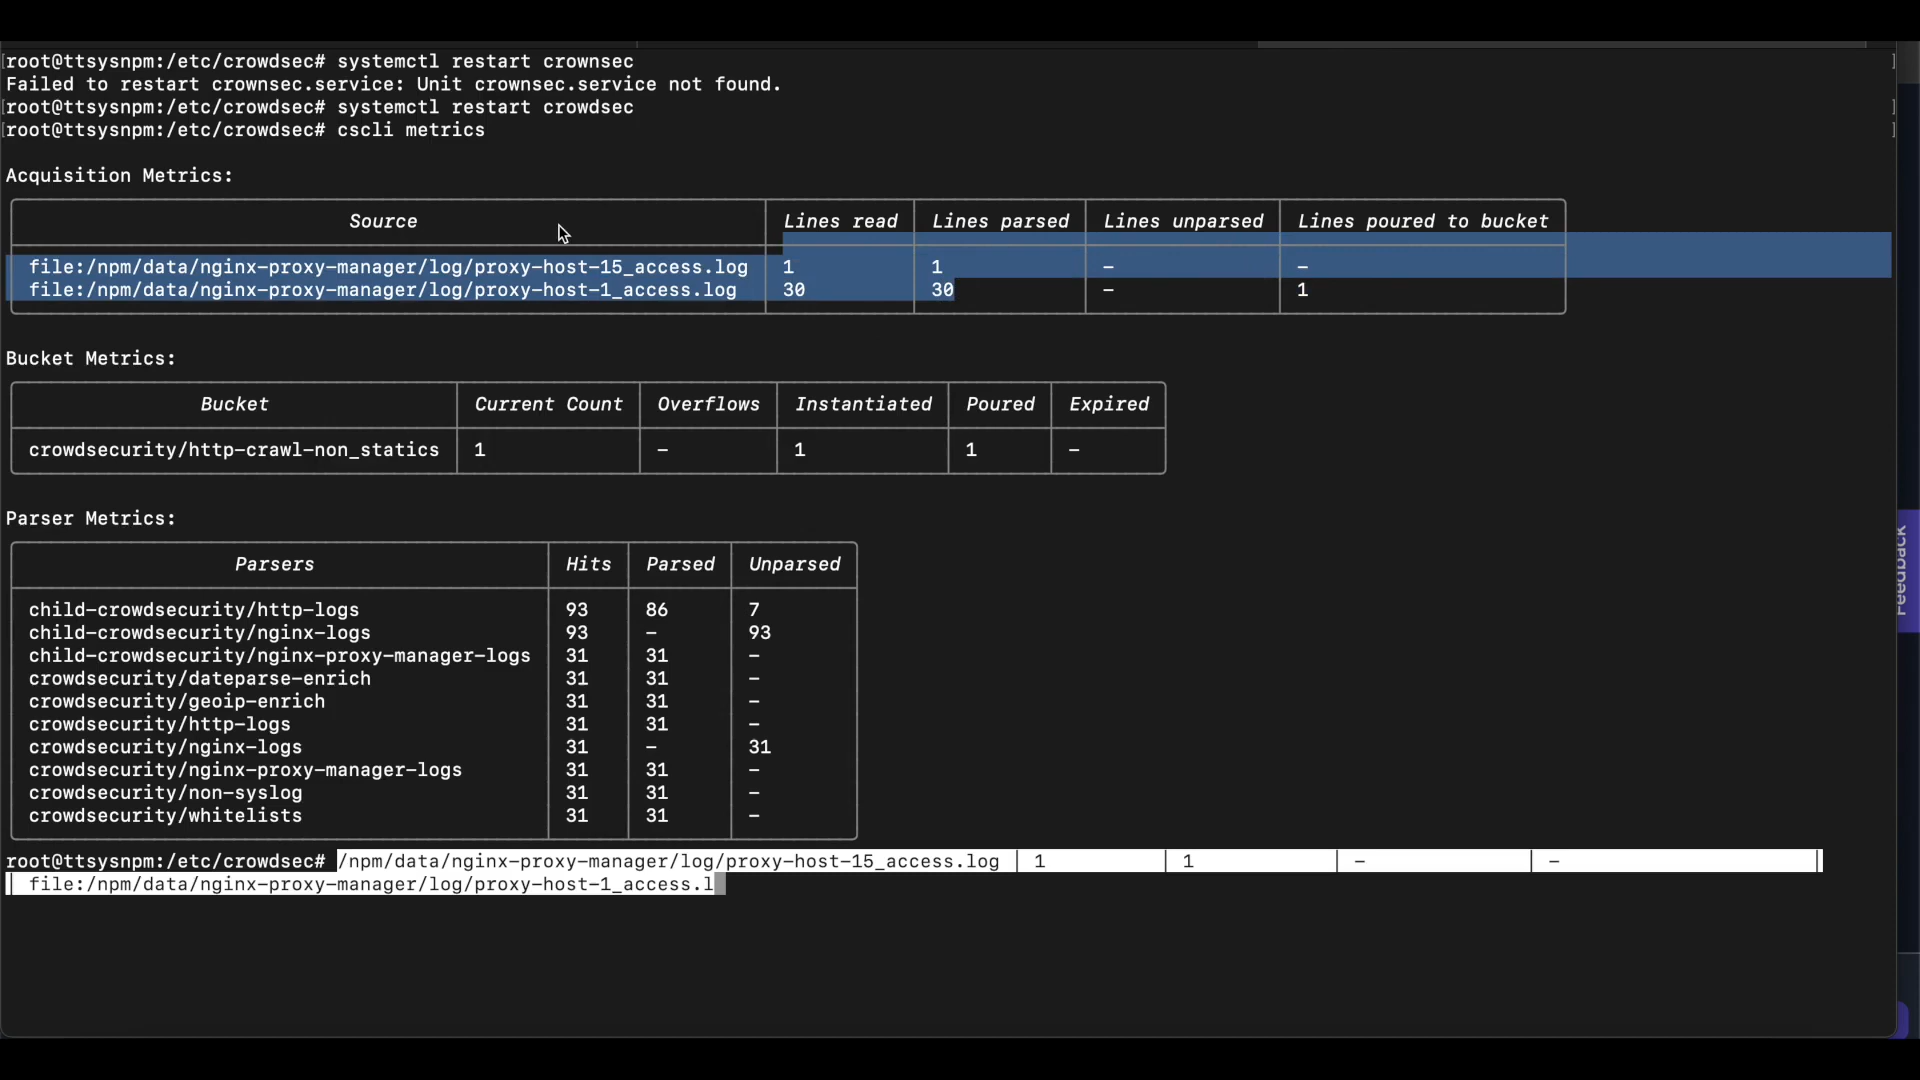 [root@ttsysnpm:/etc/crowdsec# systemctl restart crownsec ]
Failed to restart crownsec.service: Unit crownsec.service not found.
[root@ttsysnpm:/etc/crowdsec# systemctl restart crowdsec ]
[root@ttsysnpm:/etc/crowdsec# cscli metrics ]
Acquisition Metrics:
Source | Lines read | Lines parsed | Lines unparsed | Lines poured to bucket
file:/npm/data/nginx-proxy-manager/log/proxy-host-15_access.log | 1 | 1 | – | –
file:/npm/data/nginx-proxy-manager/log/proxy-host-1_access.log | 30 | 30 | – | 1
Bucket Metrics:
Bucket | Current Count | Overflows | Instantiated | Poured | Expired
crowdsecurity/http-crawl-non_statics | 1 | – | 1 | 1 | –
Parser Metrics:
Parsers | Hits | Parsed | Unparsed
child-crowdsecurity/http-logs | 93 | 86 | 7
child-crowdsecurity/nginx-logs | 93 | – | 93
child-crowdsecurity/nginx-proxy-manager-logs | 31 | 31 | –
crowdsecurity/dateparse-enrich | 31 | 31 | –
crowdsecurity/geoip-enrich | 31 | 31 | –
crowdsecurity/http-logs | 31 | 31 | –
crowdsecurity/nginx-logs | 31 | – | 31
crowdsecurity/nginx-proxy-manager-logs | 31 | 31 | –
crowdsecurity/non-syslog | 31 | 31 | –
crowdsecurity/whitelists | 31 | 31 | –
root@ttsysnpm:/etc/crowdsec# /npm/data/nginx-proxy-manager/log/proxy-host-15_access.log | 1 | 1 | – | – |
| file:/npm/data/nginx-proxy-manager/log/proxy-host-1_access.l
Feedback